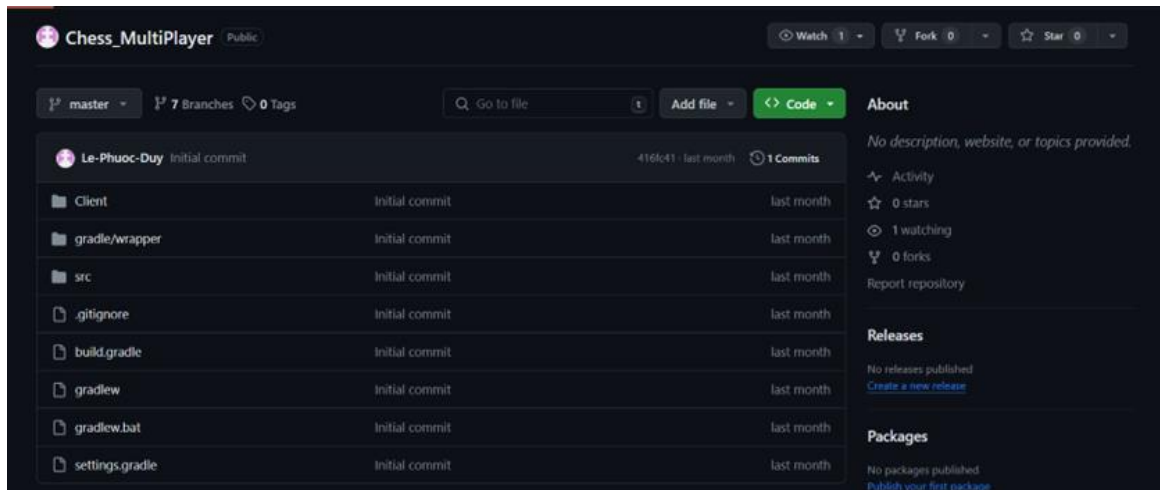 Chess_MultiPlayer Public
Watch 1 Fork 0 Star 0
master 7 Branches 0 Tags Go to file t Add file <> Code
About
No description, website, or topics provided.
Le-Phuoc-Duy Initial commit 416fc41 · last month 1 Commits
Activity
Client Initial commit last month
0 stars
1 watching
gradle/wrapper Initial commit last month
0 forks
src Initial commit last month
Report repository
.gitignore Initial commit last month
Releases
build.gradle Initial commit last month
No releases published
Create a new release
gradlew Initial commit last month
gradlew.bat Initial commit last month
Packages
settings.gradle Initial commit last month
No packages published
Publish your first package